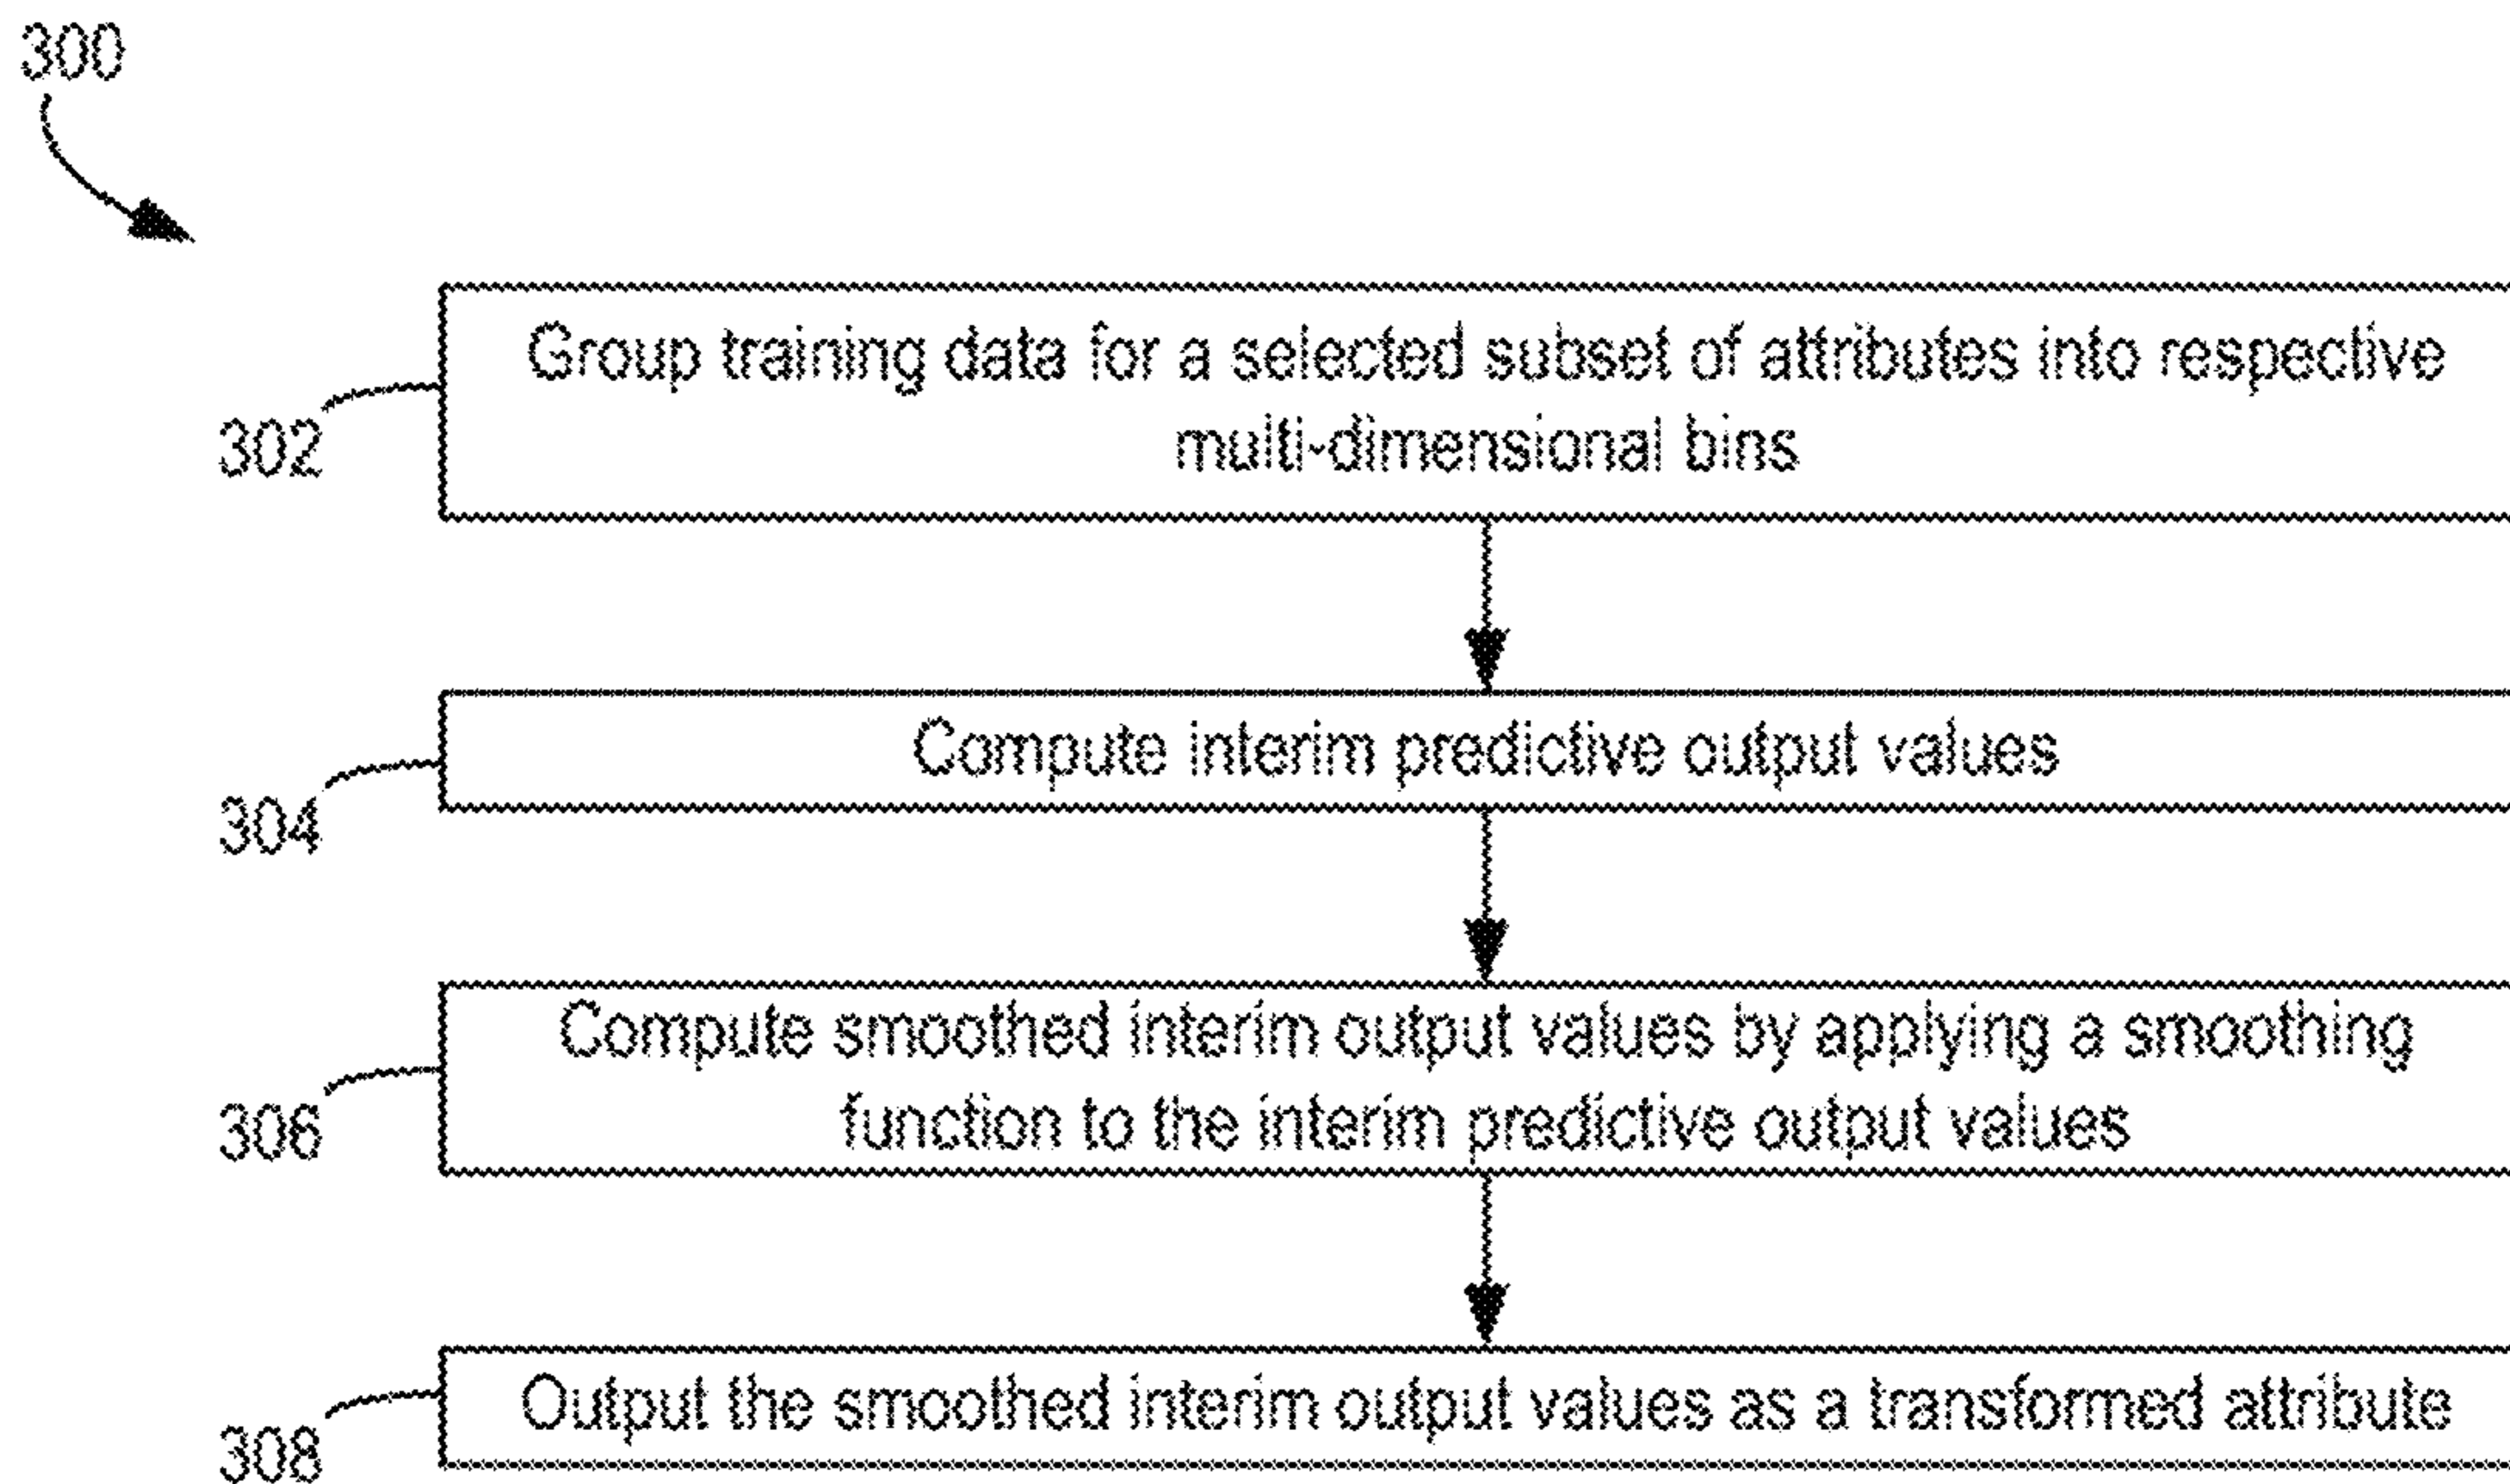 300
Group training data for a selected subset of attributes into respective
multi-dimensional bins
302
Compute interim predictive output values
304
Compute smoothed interim output values by applying a smoothing
function to the interim predictive output values
306
Output the smoothed interim output values as a transformed attribute
308